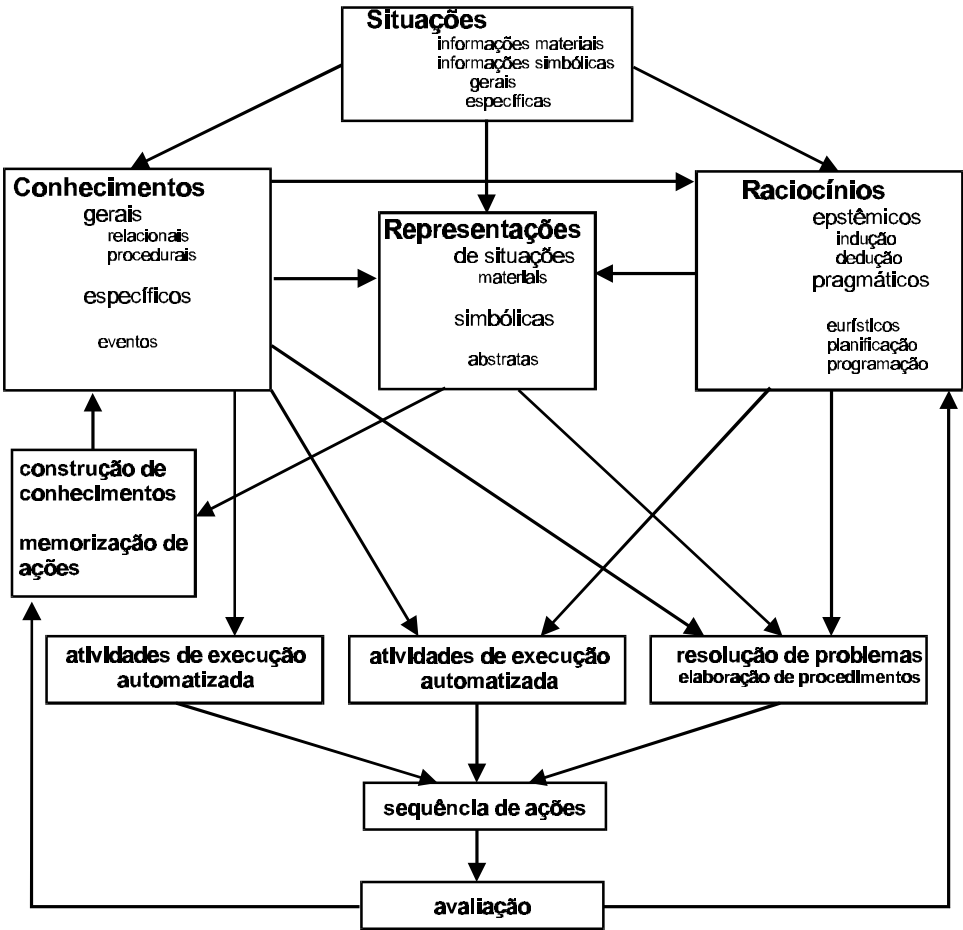 Situações
informações materiais
informações simbólicas
gerais
específicas
Conhecimentos
gerais
relacionais
procedurais
específicos
eventos
Representações
de situações
materiais
simbólicas
abstratas
Raciocínios
epstêmicos
indução
dedução
pragmáticos
eurísticos
planificação
programação
construção de
conhecimentos
memorização de
ações
atividades de execução
automatizada
atividades de execução
automatizada
resolução de problemas
elaboração de procedimentos
sequência de ações
avaliação